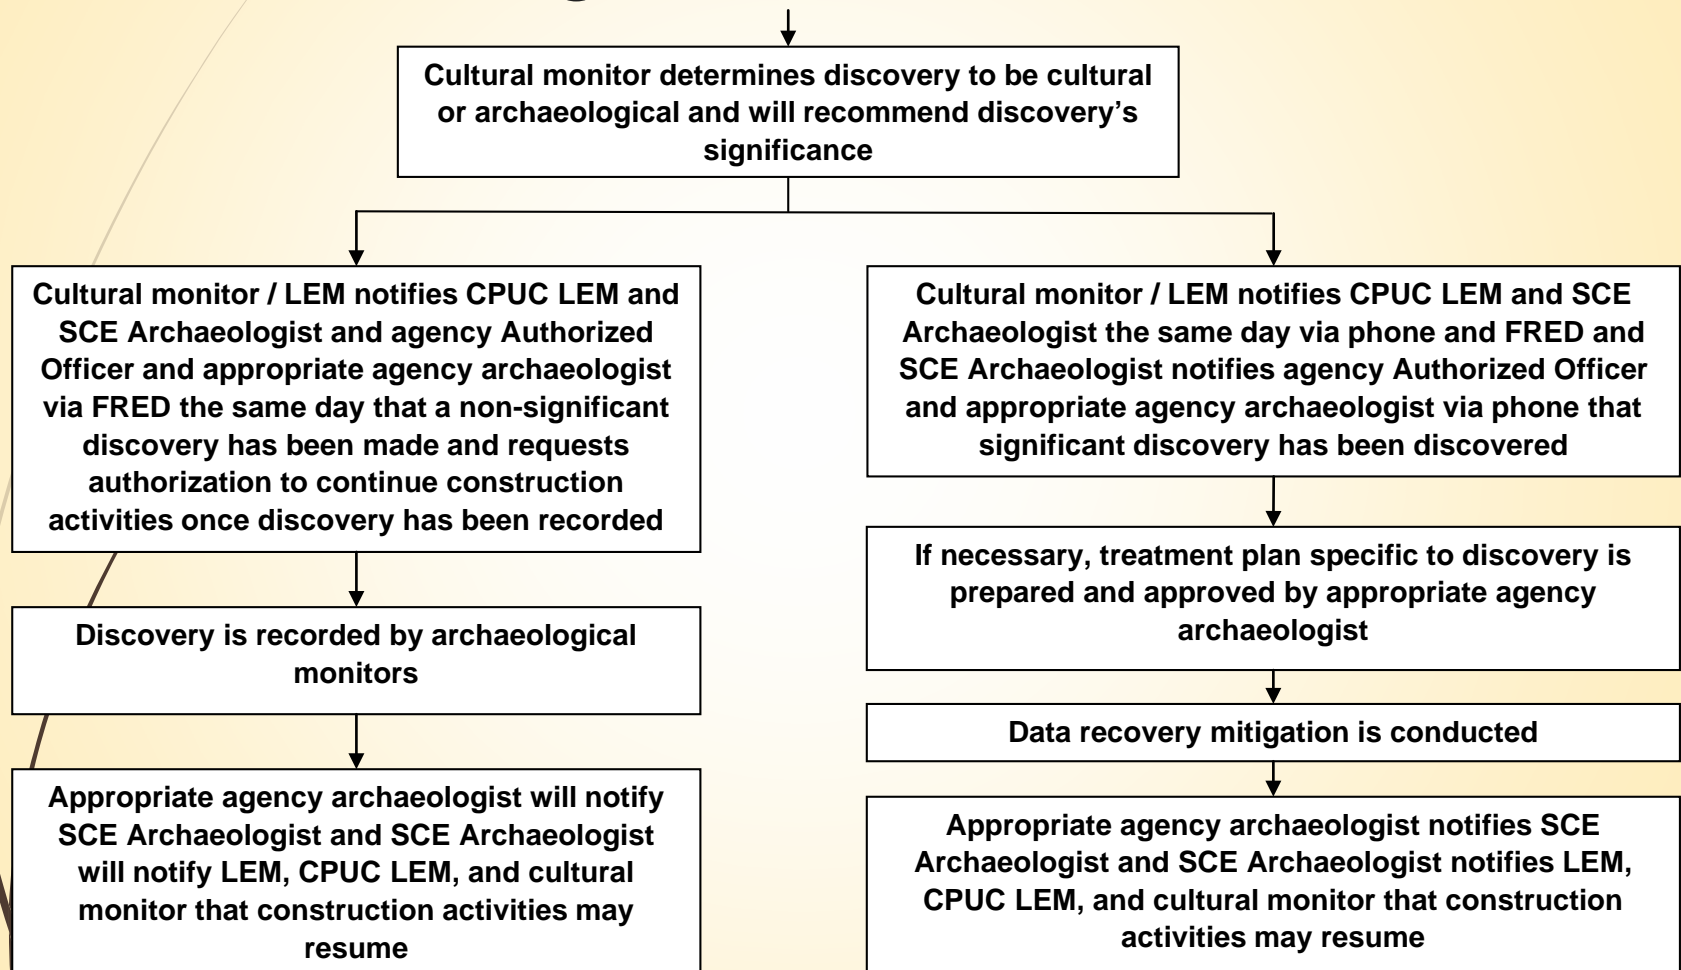 Cultural monitor determines discovery to be cultural
or archaeological and will recommend discovery’s
significance
Cultural monitor / LEM notifies CPUC LEM and
SCE Archaeologist and agency Authorized
Officer and appropriate agency archaeologist
via FRED the same day that a non-significant
discovery has been made and requests
authorization to continue construction
activities once discovery has been recorded
Discovery is recorded by archaeological
monitors
Appropriate agency archaeologist will notify
SCE Archaeologist and SCE Archaeologist
will notify LEM, CPUC LEM, and cultural
monitor that construction activities may
resume
Cultural monitor / LEM notifies CPUC LEM and SCE
Archaeologist the same day via phone and FRED and
SCE Archaeologist notifies agency Authorized Officer
and appropriate agency archaeologist via phone that
significant discovery has been discovered
If necessary, treatment plan specific to discovery is
prepared and approved by appropriate agency
archaeologist
Data recovery mitigation is conducted
Appropriate agency archaeologist notifies SCE
Archaeologist and SCE Archaeologist notifies LEM,
CPUC LEM, and cultural monitor that construction
activities may resume